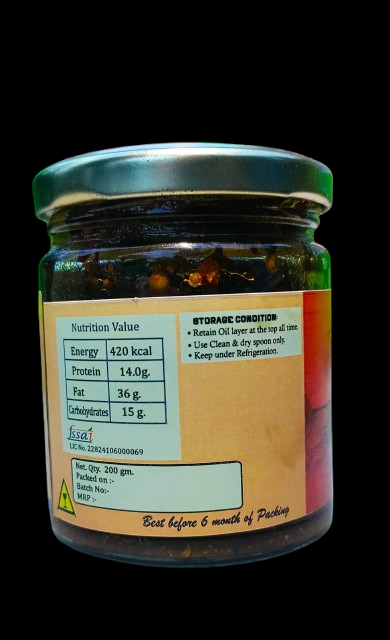 Nutrition Value
Energy 420 kcal
Protein 14.0g.
Fat 36 g.
Carbohydrates 15 g.
fssai
LIC No. 22824106000069
STORAGE CONDITION:
• Retain Oil layer at the top all time.
• Use Clean & dry spoon only.
• Keep under Refrigeration.
Net. Qty. 200 gm.
Packed on :-
Batch No:-
MRP :-
Best before 6 month of Packing